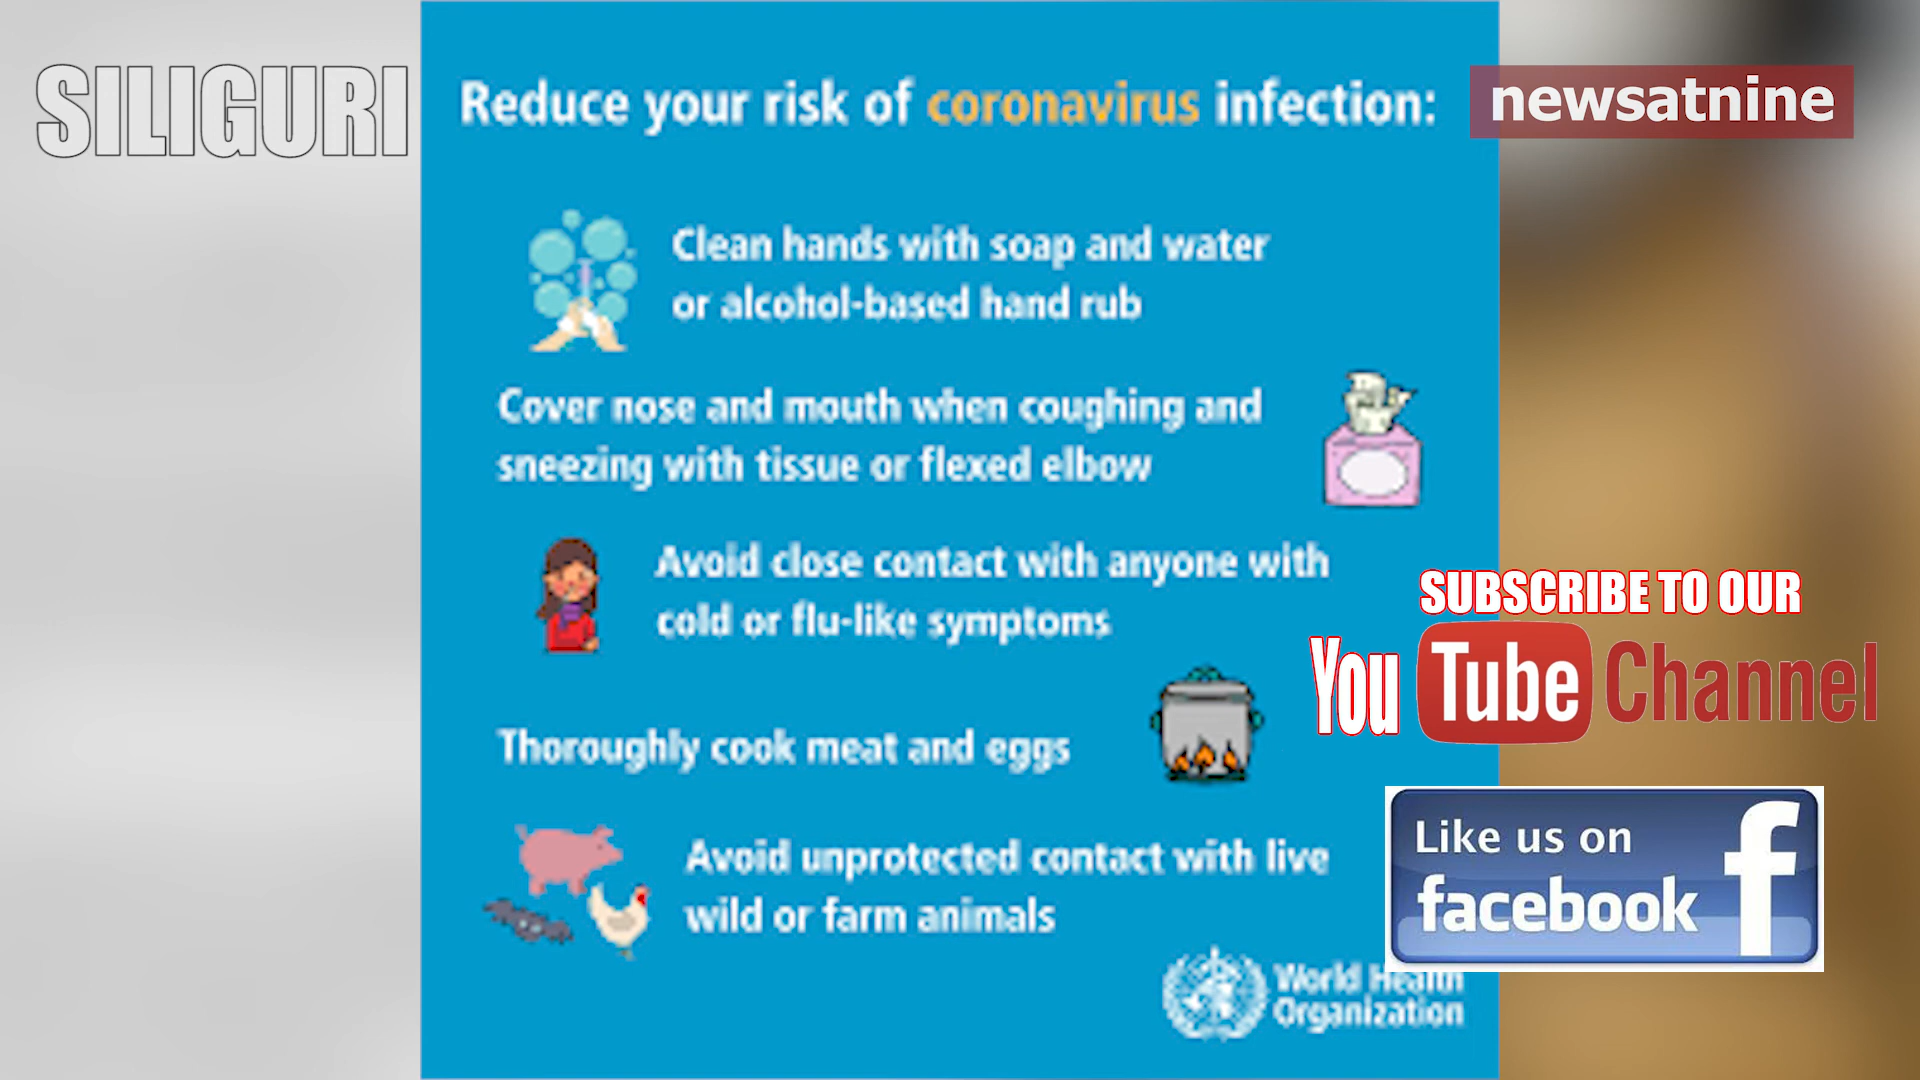 SILIGURI
Reduce your risk of coronavirus infection:
newsatnine
Clean hands with soap and water
or alcohol-based hand rub
Cover nose and mouth when coughing and
sneezing with tissue or flexed elbow
Avoid close contact with anyone with
cold or flu-like symptoms
SUBSCRIBE TO OUR
You Tube Channel
Thoroughly cook meat and eggs
Like us on
facebook f
Avoid unprotected contact with live
wild or farm animals
World Health
Organization